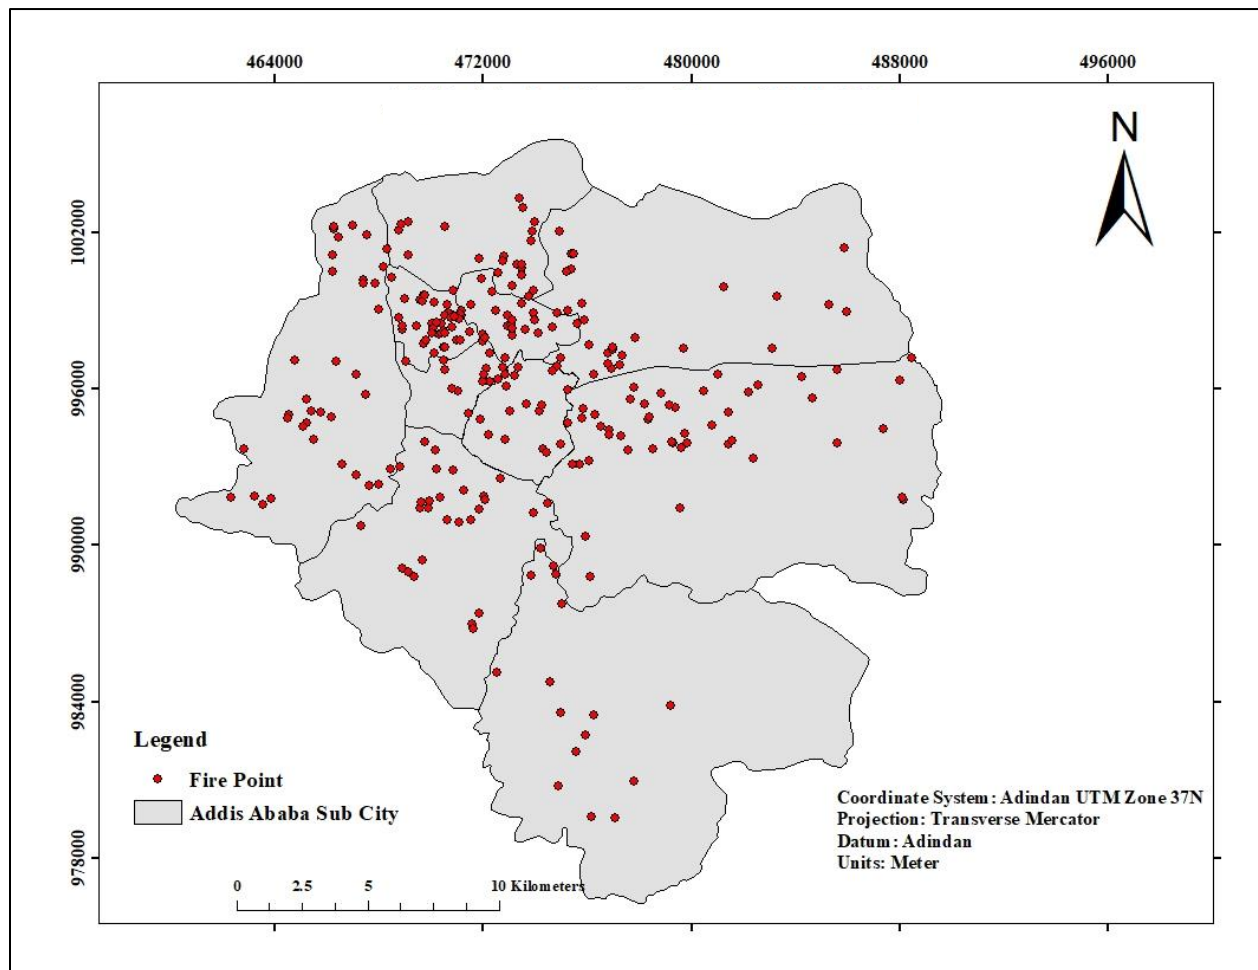 464000 472000 480000 488000 496000
N
1002000
996000
990000
984000
978000
Legend
Fire Point
Addis Ababa Sub City
Coordinate System: Adindan UTM Zone 37N
Projection: Transverse Mercator
Datum: Adindan
Units: Meter
0 2.5 5 10 Kilometers